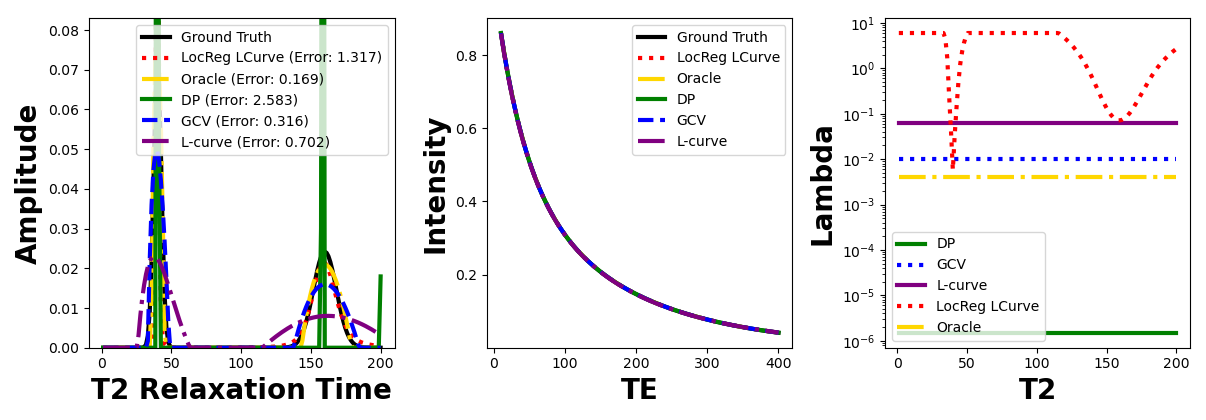 0.08
0.07
0.06
0.05
0.04
0.03
0.02
0.01
0.00
Amplitude
Ground Truth
LocReg LCurve (Error: 1.317)
Oracle (Error: 0.169)
DP (Error: 2.583)
GCV (Error: 0.316)
L-curve (Error: 0.702)
0 50 100 150 200
T2 Relaxation Time
0.8
0.6
0.4
0.2
Intensity
Ground Truth
LocReg LCurve
Oracle
DP
GCV
L-curve
0 100 200 300 400
TE
10¹
10⁰
10⁻¹
10⁻²
10⁻³
10⁻⁴
10⁻⁵
10⁻⁶
Lambda
DP
GCV
L-curve
LocReg LCurve
Oracle
0 50 100 150 200
T2